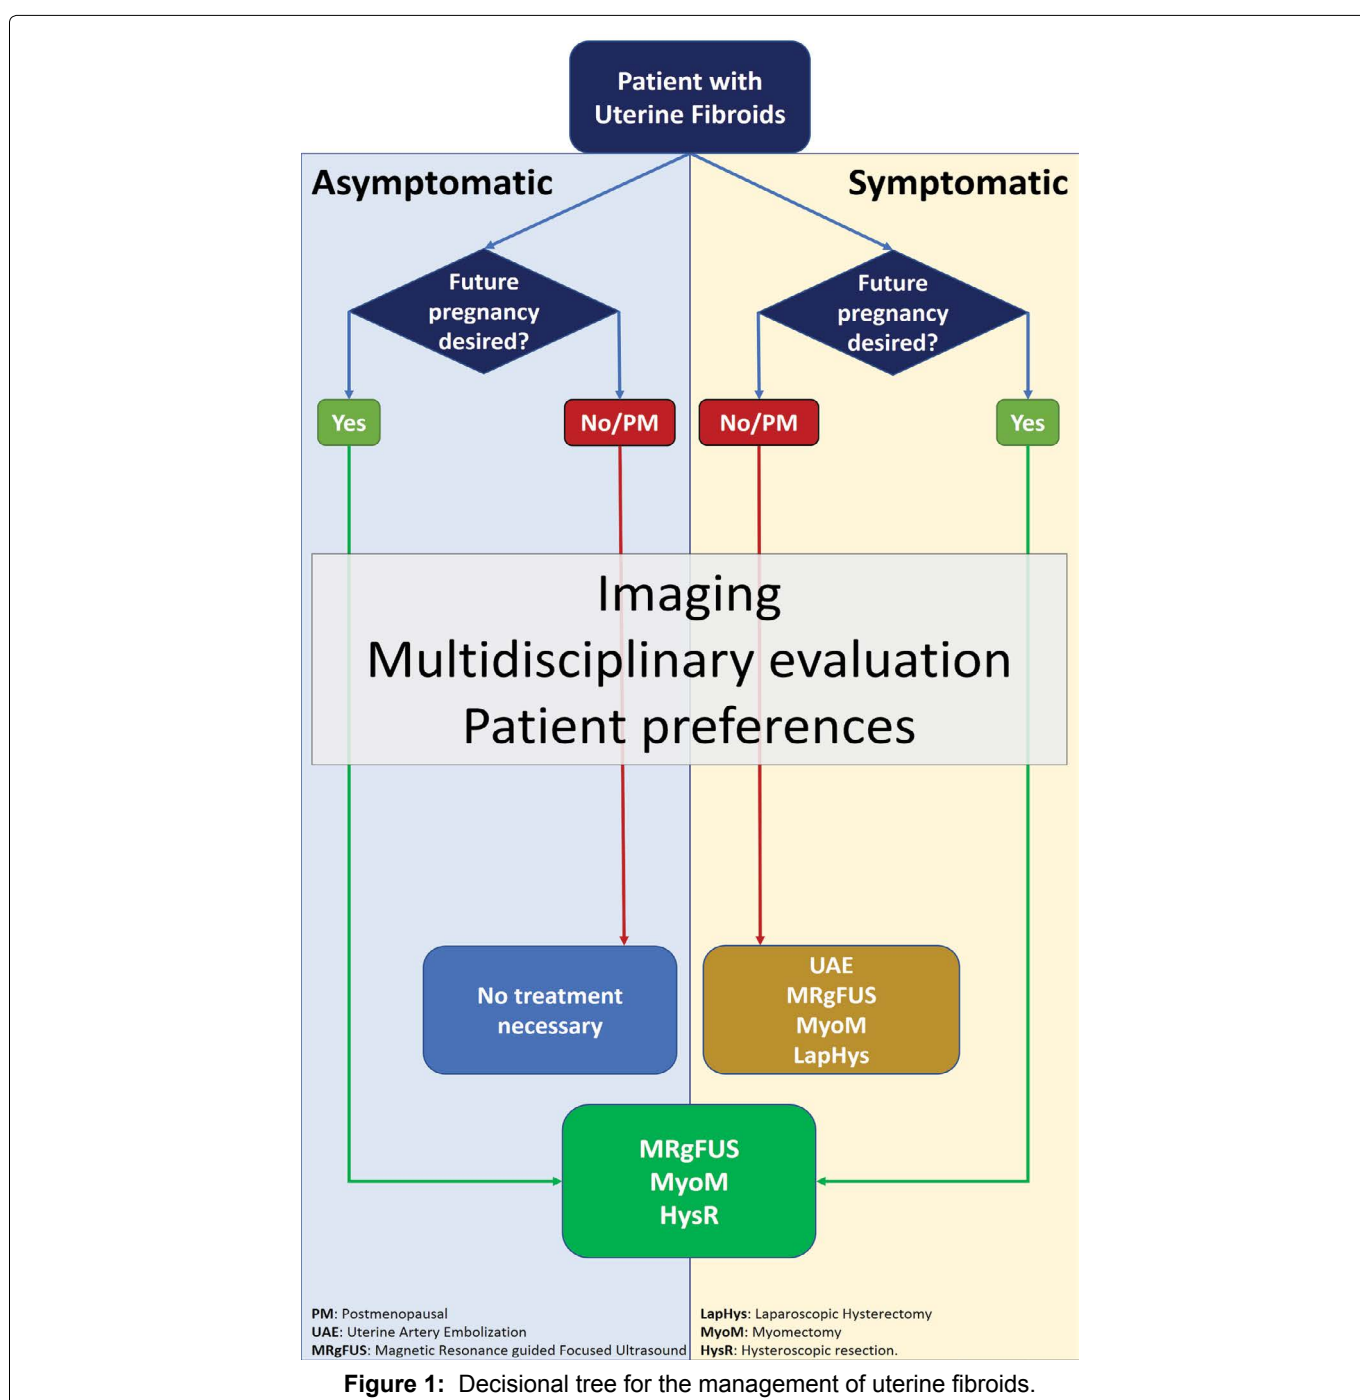 Patient with
Uterine Fibroids
Asymptomatic
Symptomatic
Future
pregnancy
desired?
Future
pregnancy
desired?
Yes
No/PM
No/PM
Yes
Imaging
Multidisciplinary evaluation
Patient preferences
No treatment
necessary
UAE
MRgFUS
MyoM
LapHys
MRgFUS
MyoM
HysR
PM: Postmenopausal
UAE: Uterine Artery Embolization
MRgFUS: Magnetic Resonance guided Focused Ultrasound
LapHys: Laparoscopic Hysterectomy
MyoM: Myomectomy
HysR: Hysteroscopic resection.
Figure 1: Decisional tree for the management of uterine fibroids.